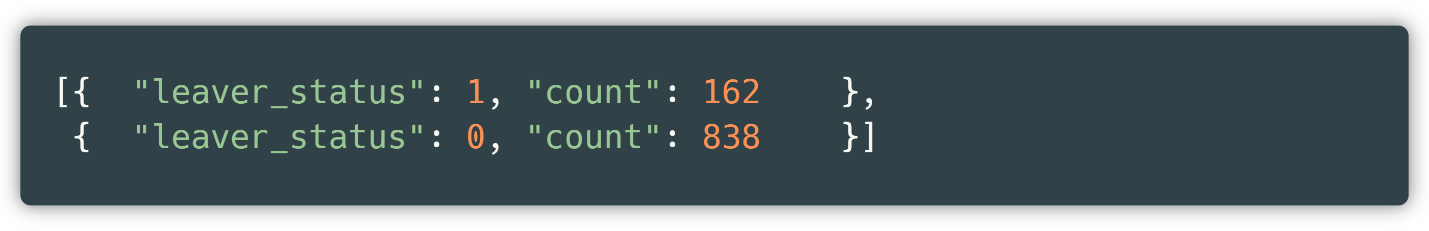 [{  "leaver_status": 1, "count": 162    },
 {  "leaver_status": 0, "count": 838    }]